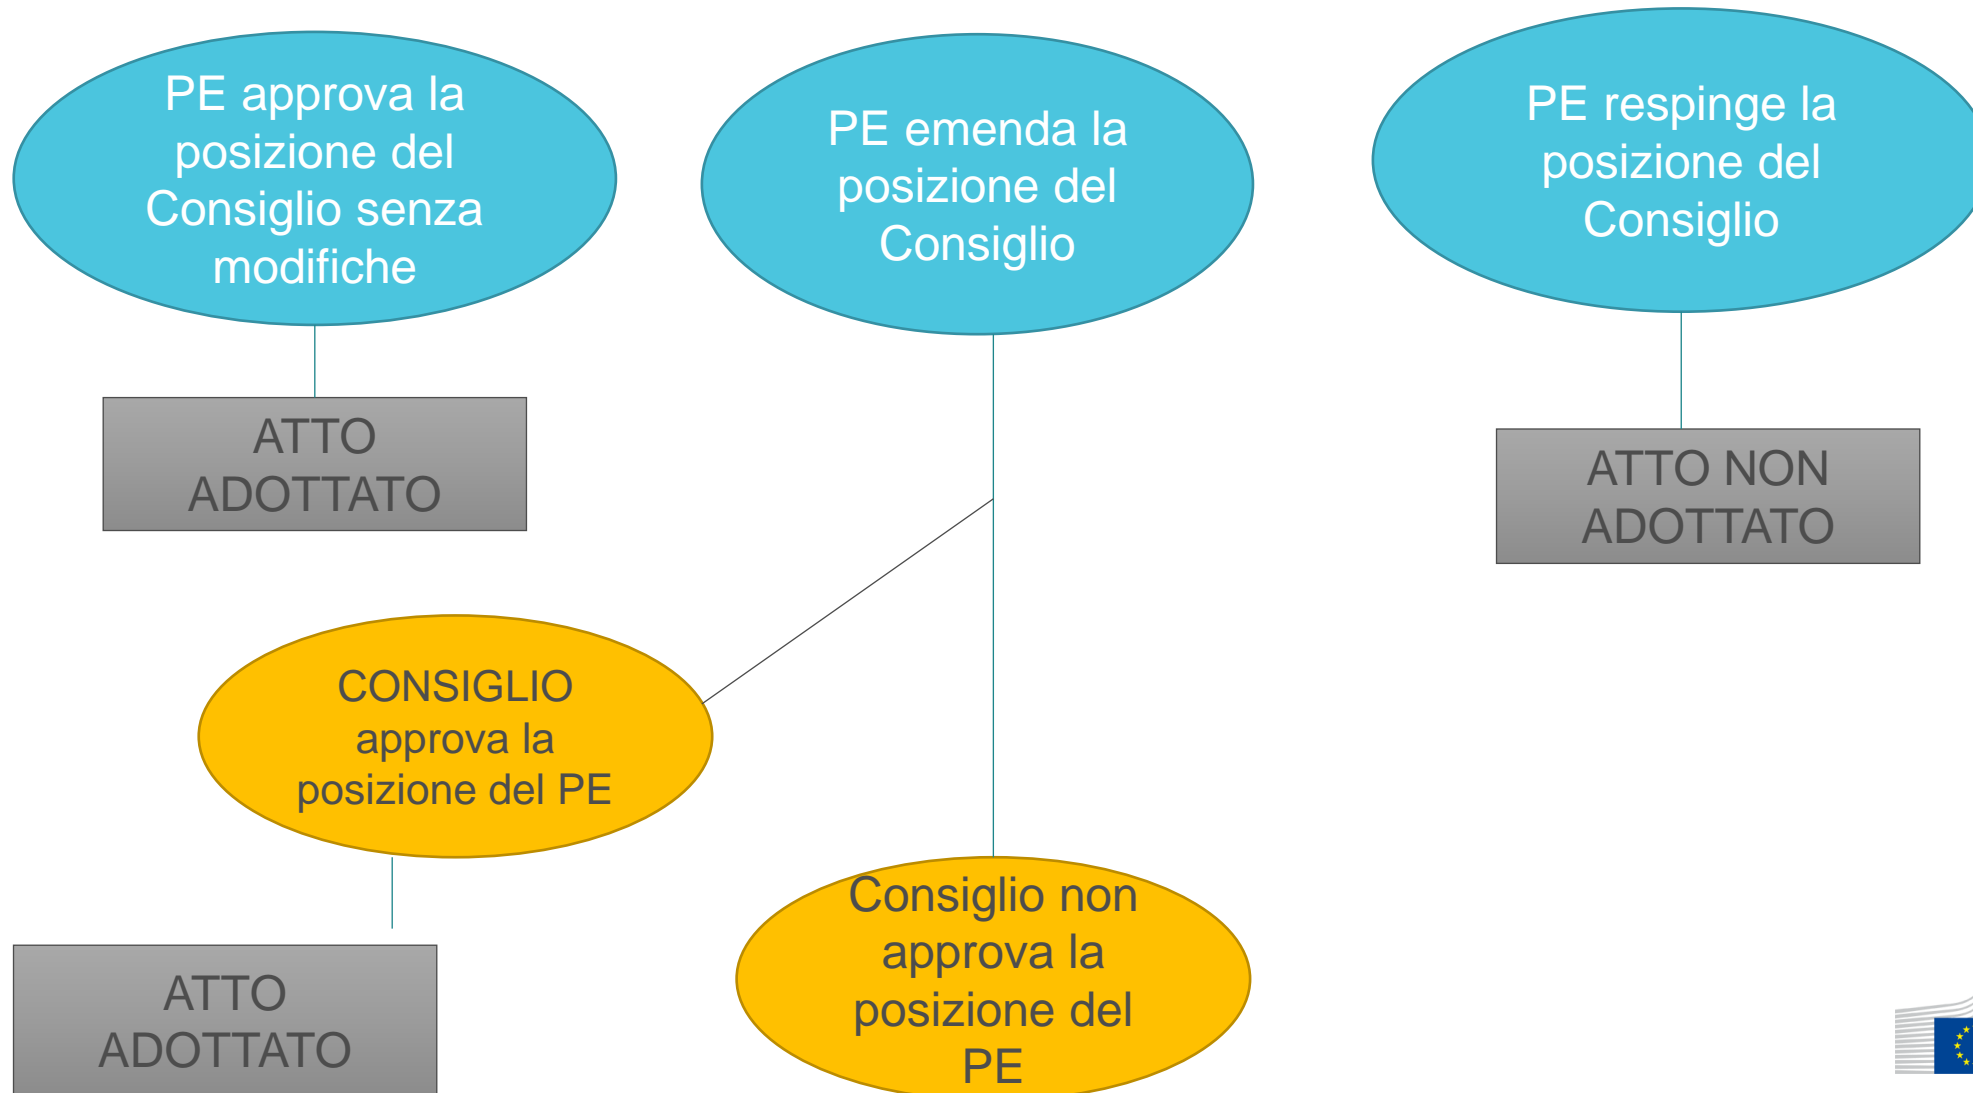 PE approva la
posizione del
Consiglio senza
modifiche
PE emenda la
posizione del
Consiglio
PE respinge la
posizione del
Consiglio
ATTO
ADOTTATO
ATTO NON
ADOTTATO
CONSIGLIO
approva la
posizione del PE
Consiglio non
approva la
posizione del
PE
ATTO
ADOTTATO